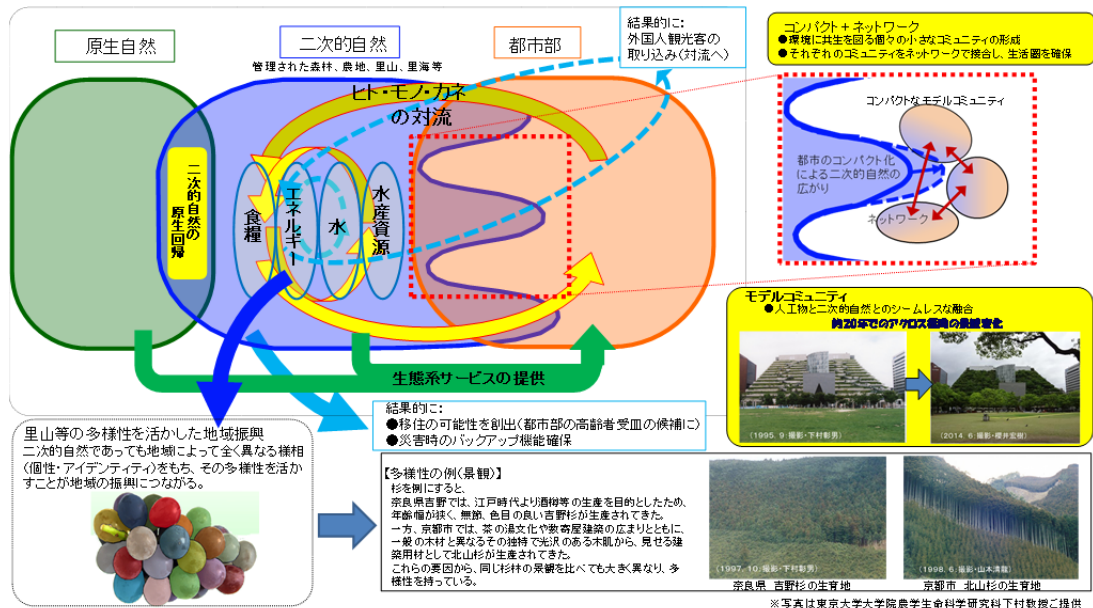 原生自然
二次的自然
管理された森林、農地、里山、里海等
都市部
結果的に:
外国人観光客の
取り込み(対流へ)
コンパクト+ネットワーク
●環境に共生を図る個々の小さなコミュニティの形成
●それぞれのコミュニティをネットワークで接合し、生活圏を確保
ヒト・モノ・カネ
の対流
二次的自然の
原生回帰
食糧
エネルギー
水
水産資源
コンパクトなモデルコミュニティ
都市のコンパクト化
による二次的自然の
広がり
ネットワーク
生態系サービスの提供
モデルコミュニティ
●人工物と二次的自然とのシームレスな融合
約20年でのアクロス福岡の景観変化
(1995.9 撮影・下村彰男)
(2014.6・撮影・櫻井宏樹)
結果的に:
●移住の可能性を創出(都市部の高齢者受皿の候補に)
●災害時のバックアップ機能確保
里山等の多様性を活かした地域振興
二次的自然であっても地域によって全く異なる様相
(個性・アイデンティティ)をもち、その多様性を活か
すことが地域の振興につながる。
【多様性の例(景観)】
杉を例にすると、
奈良県吉野では、江戸時代より酒樽等の生産を目的としたため、
年齢幅が狭く、無節、色目の良い吉野杉が生産されてきた。
一方、京都市では、茶の湯文化や数寄屋建築の広まりとともに、
一般の木材と異なるその独特で光沢のある木肌から、見せる建
築用材として北山杉が生産されてきた。
これらの要因から、同じ杉林の景観を比べても大きく異なり、多
様性を持っている。
(1997.10.撮影・下村彰男)
(1998.6.撮影・山本清龍)
奈良県 吉野杉の生育地
京都市 北山杉の生育地
※写真は東京大学大学院農学生命科学研究科下村教授ご提供